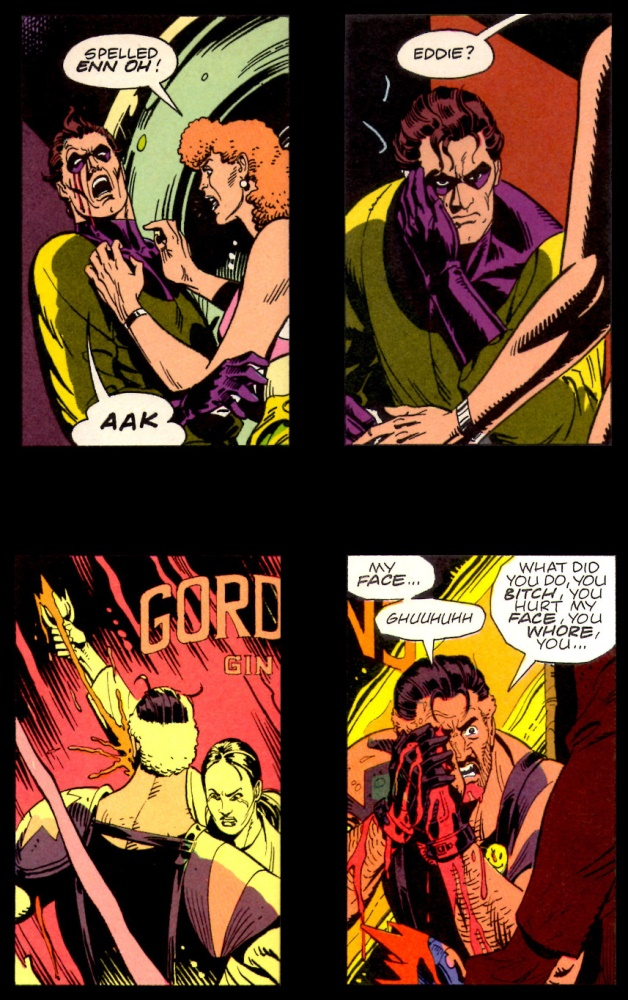 SPELLED
ENN OH!
AAK
EDDIE?
GORD
GIN
MY
FACE...
GHUUHUHH
WHAT DID
YOU DO, YOU
BITCH, YOU
HURT MY
FACE, YOU
WHORE,
YOU...
NS